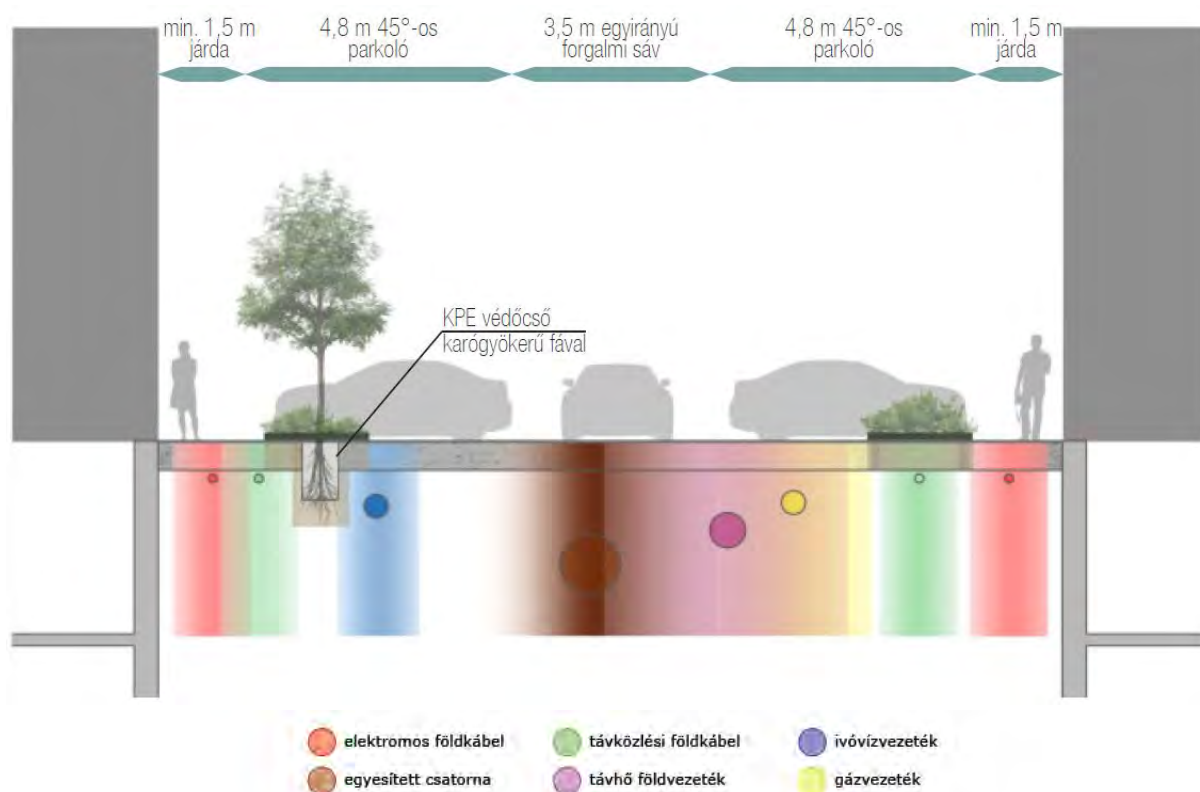 min. 1,5 m
járda
4,8 m 45°-os
parkoló
3,5 m egyirányú
forgalmi sáv
4,8 m 45°-os
parkoló
min. 1,5 m
járda
KPE védőcső
karógyökerű fával
elektromos földkábel
távközlési földkábel
ivóvízvezeték
egyesített csatorna
távhő földvezeték
gázvezeték